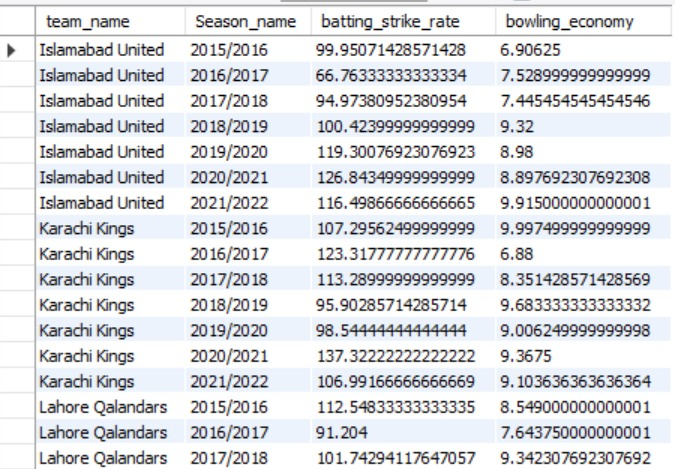 team_name Season_name batting_strike_rate bowling_economy
Islamabad United 2015/2016 99.95071428571428 6.90625
Islamabad United 2016/2017 66.76333333333334 7.528999999999999
Islamabad United 2017/2018 94.97380952380954 7.445454545454546
Islamabad United 2018/2019 100.42399999999999 9.32
Islamabad United 2019/2020 119.30076923076923 8.98
Islamabad United 2020/2021 126.84349999999999 8.897692307692308
Islamabad United 2021/2022 116.49866666666665 9.915000000000001
Karachi Kings 2015/2016 107.29562499999999 9.997499999999999
Karachi Kings 2016/2017 123.31777777777776 6.88
Karachi Kings 2017/2018 113.28999999999999 8.351428571428569
Karachi Kings 2018/2019 95.90285714285714 9.683333333333332
Karachi Kings 2019/2020 98.54444444444444 9.006249999999998
Karachi Kings 2020/2021 137.32222222222222 9.3675
Karachi Kings 2021/2022 106.99166666666669 9.103636363636364
Lahore Qalandars 2015/2016 112.54833333333335 8.549000000000001
Lahore Qalandars 2016/2017 91.204 7.643750000000001
Lahore Qalandars 2017/2018 101.74294117647057 9.342307692307692